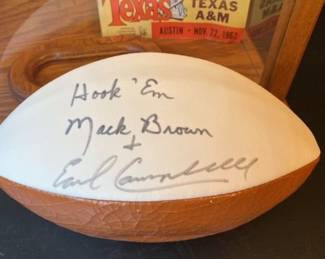 Texas
TEXAS
A&M
AUSTIN - NOV. 22, 1962
Hook 'Em
Mack Brown
+
Earl Campbell